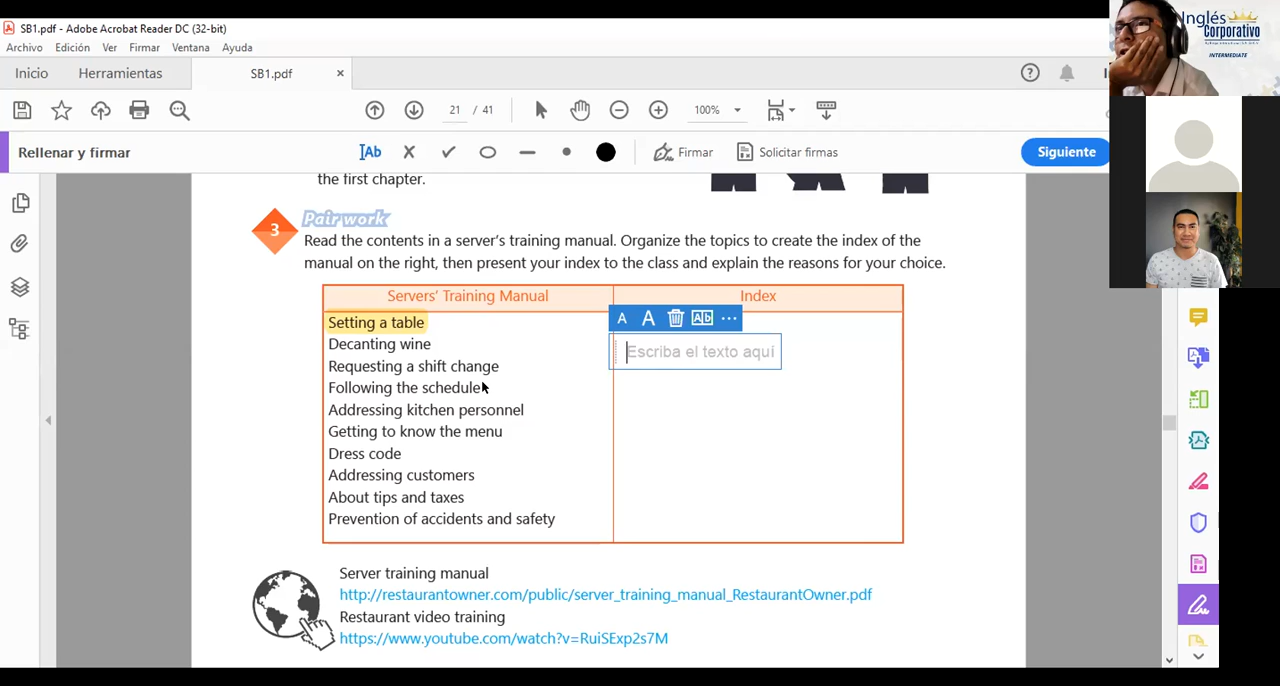 SB1.pdf - Adobe Acrobat Reader DC (32-bit)
Archivo Edición Ver Firmar Ventana Ayuda
Inicio Herramientas SB1.pdf ×
21 / 41 100%
Rellenar y firmar Ab Firmar Solicitar firmas Siguiente
Inglés
Corporativo
INTERMEDIATE
the first chapter.
3 Pair work
Read the contents in a server's training manual. Organize the topics to create the index of the
manual on the right, then present your index to the class and explain the reasons for your choice.
Servers' Training Manual Index
Setting a table
A A Ab ...
Escriba el texto aquí
Decanting wine
Requesting a shift change
Following the schedule
Addressing kitchen personnel
Getting to know the menu
Dress code
Addressing customers
About tips and taxes
Prevention of accidents and safety
Server training manual
http://restaurantowner.com/public/server_training_manual_RestaurantOwner.pdf
Restaurant video training
https://www.youtube.com/watch?v=RuiSExp2s7M